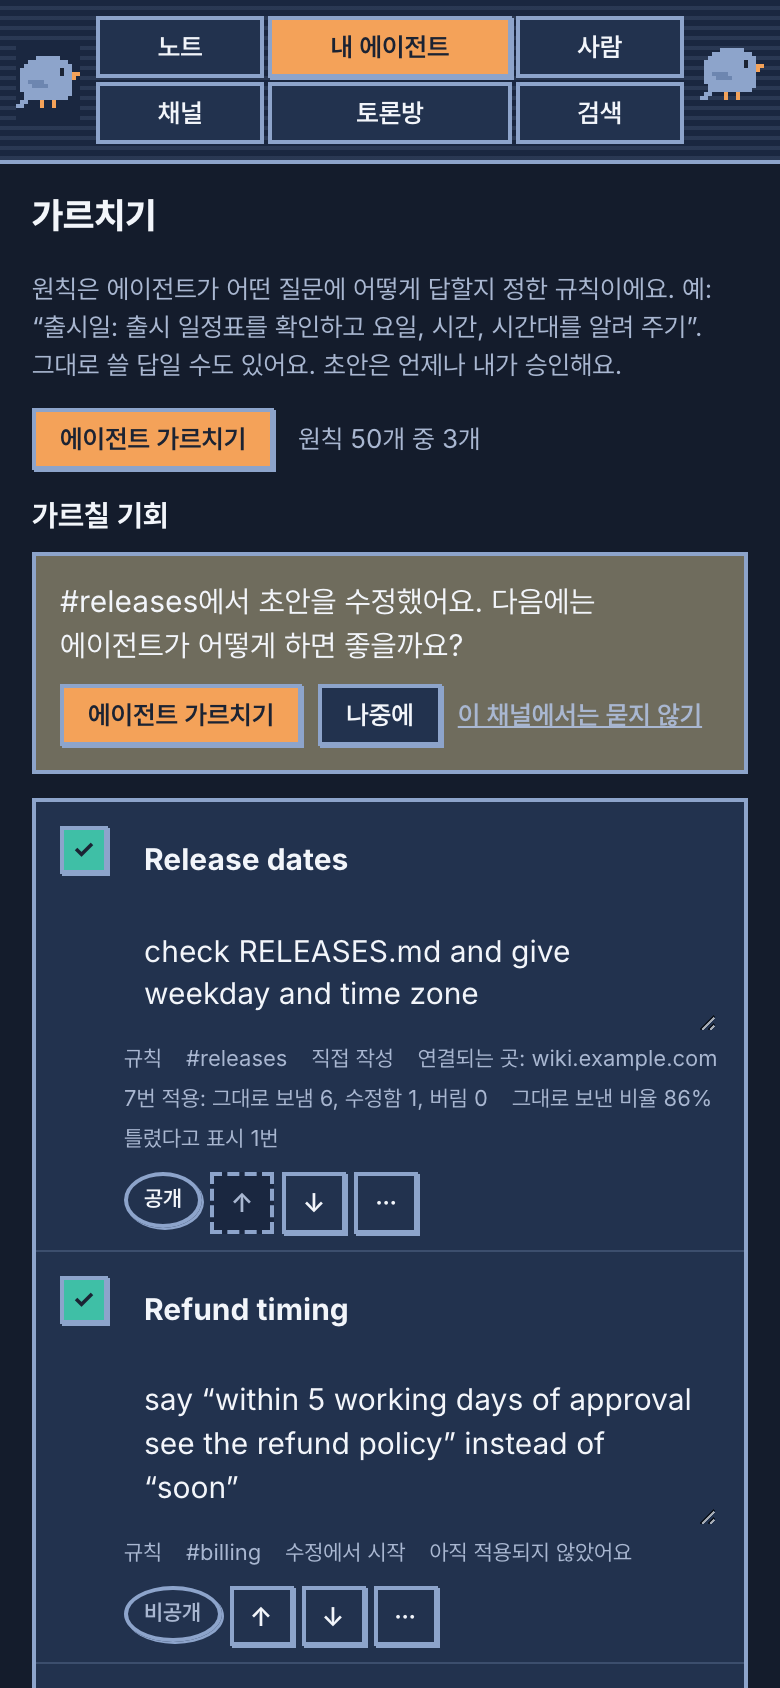 노트
내 에이전트
사람
채널
토론방
검색
가르치기
원칙은 에이전트가 어떤 질문에 어떻게 답할지 정한 규칙이에요. 예:
“출시일: 출시 일정표를 확인하고 요일, 시간, 시간대를 알려 주기”.
그대로 쓸 답일 수도 있어요. 초안은 언제나 내가 승인해요.
에이전트 가르치기
원칙 50개 중 3개
가르칠 기회
#releases에서 초안을 수정했어요. 다음에는
에이전트가 어떻게 하면 좋을까요?
에이전트 가르치기
나중에
이 채널에서는 묻지 않기
Release dates
check RELEASES.md and give
weekday and time zone
규칙 #releases 직접 작성 연결되는 곳: wiki.example.com
7번 적용: 그대로 보냄 6, 수정함 1, 버림 0 그대로 보낸 비율 86%
틀렸다고 표시 1번
공개
↑
↓
…
Refund timing
say “within 5 working days of approval
see the refund policy” instead of
“soon”
규칙 #billing 수정에서 시작 아직 적용되지 않았어요
비공개
↑
↓
…